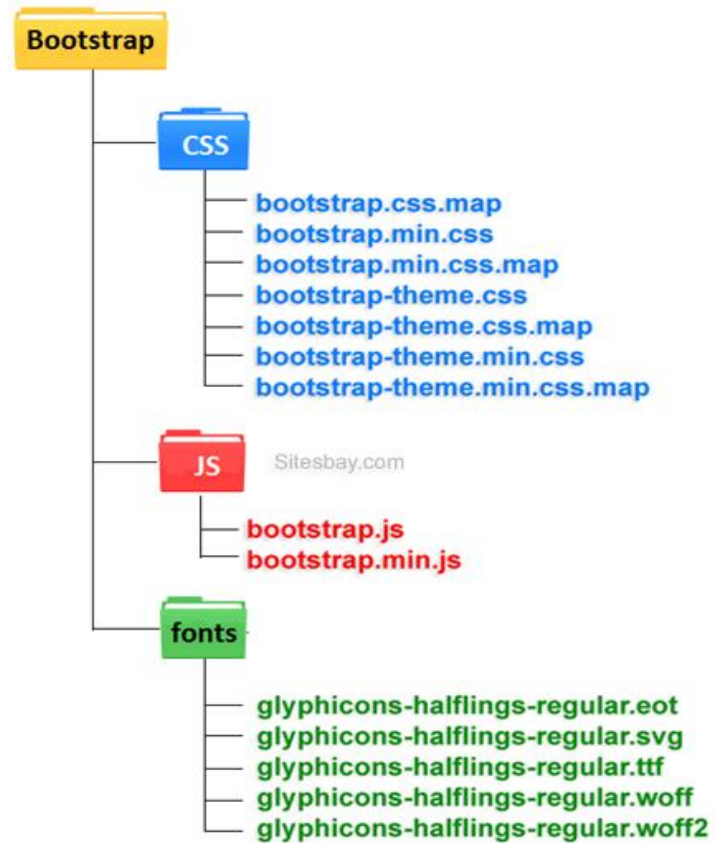 Bootstrap
CSS
bootstrap.css.map
bootstrap.min.css
bootstrap.min.css.map
bootstrap-theme.css
bootstrap-theme.css.map
bootstrap-theme.min.css
bootstrap-theme.min.css.map
JS
Sitesbay.com
bootstrap.js
bootstrap.min.js
fonts
glyphicons-halflings-regular.eot
glyphicons-halflings-regular.svg
glyphicons-halflings-regular.ttf
glyphicons-halflings-regular.woff
glyphicons-halflings-regular.woff2